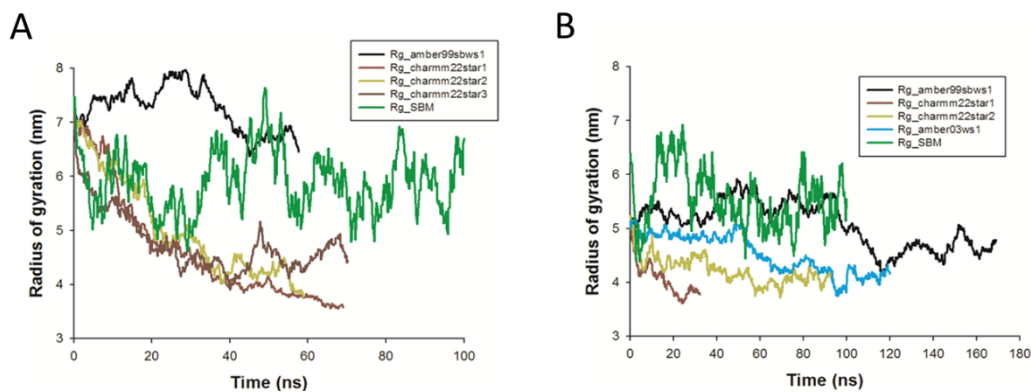 A
Radius of gyration (nm)
8
7
6
5
4
3
0
20
40
60
80
100
Time (ns)
Rg_amber99sbws1
Rg_charmm22star1
Rg_charmm22star2
Rg_charmm22star3
Rg_SBM
B
Radius of gyration (nm)
8
7
6
5
4
3
0
20
40
60
80
100
120
140
160
180
Time (ns)
Rg_amber99sbws1
Rg_charmm22star1
Rg_charmm22star2
Rg_amber03ws1
Rg_SBM